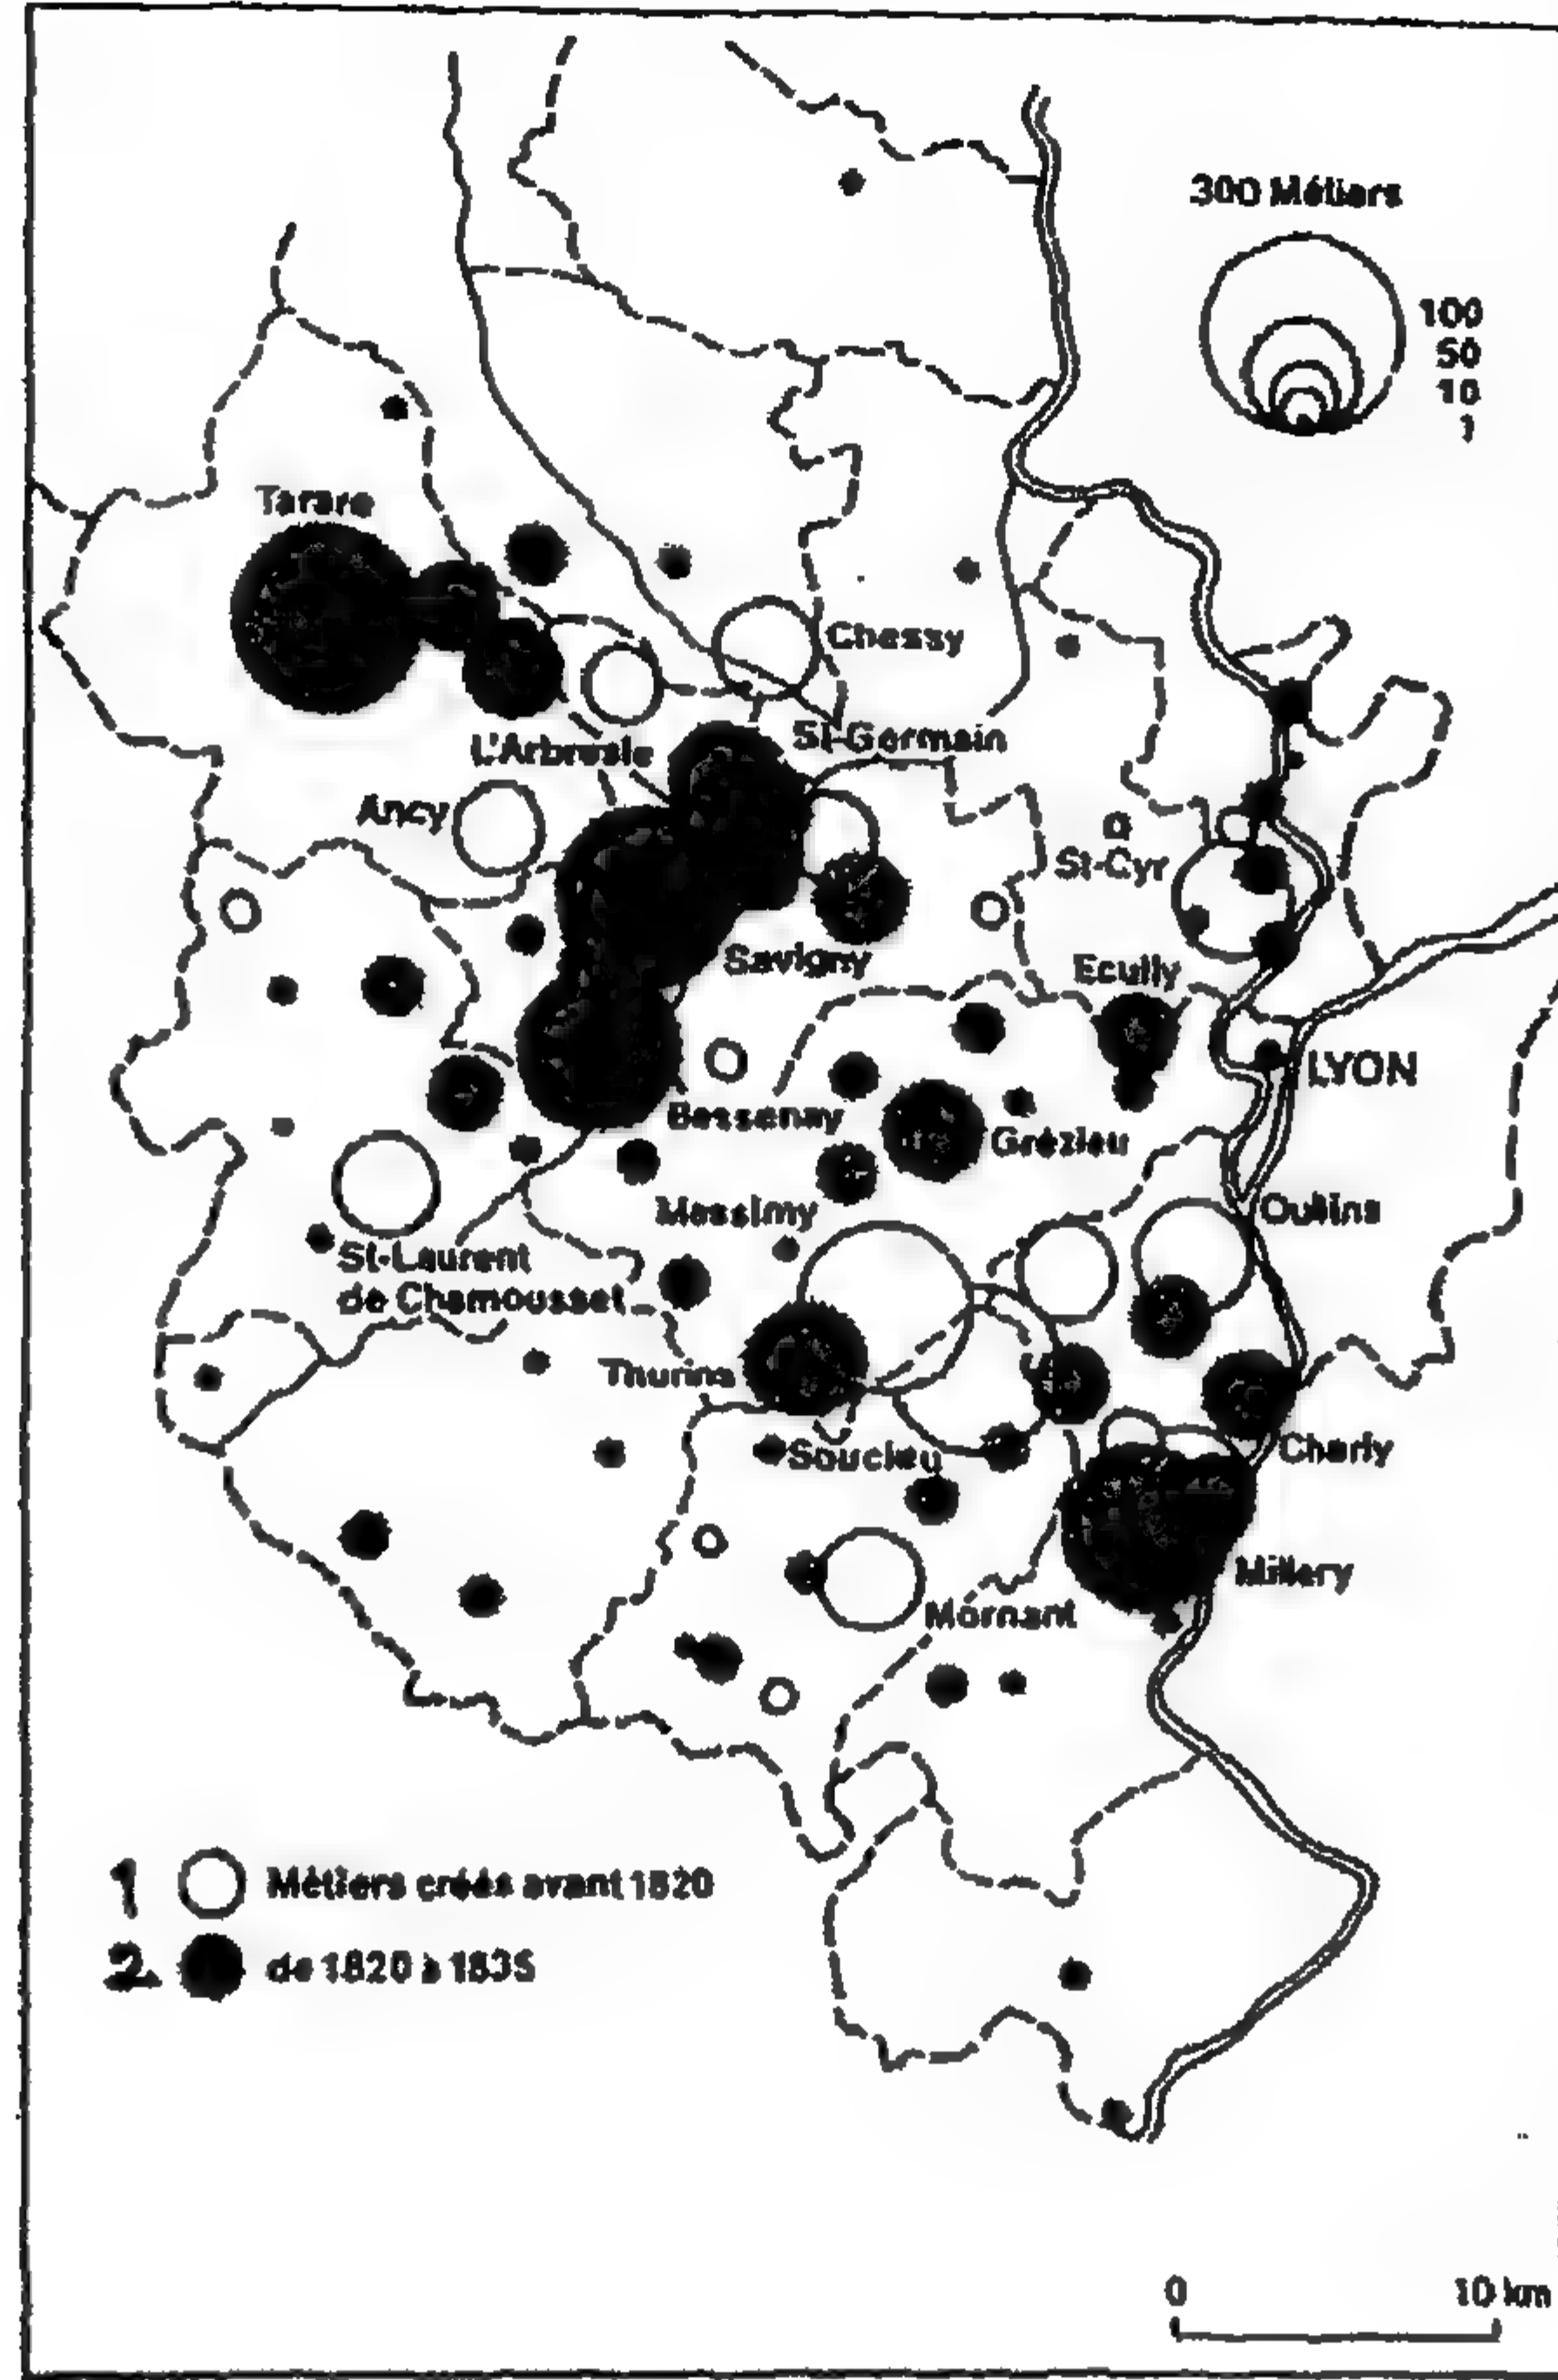 300 Métiers
100
50
10
1
Tarare
Chessy
St-Germain
L'Arbresle
Ancy
St-Cyr
Savigny
Ecully
LYON
Bessenay
Grézieu
Messimy
Oullins
St-Laurent
de Chamousset
Thurins
Soucieu
Charly
Millery
Mornant
1 Métiers créés avant 1820
2 de 1820 à 1835
0 10 km